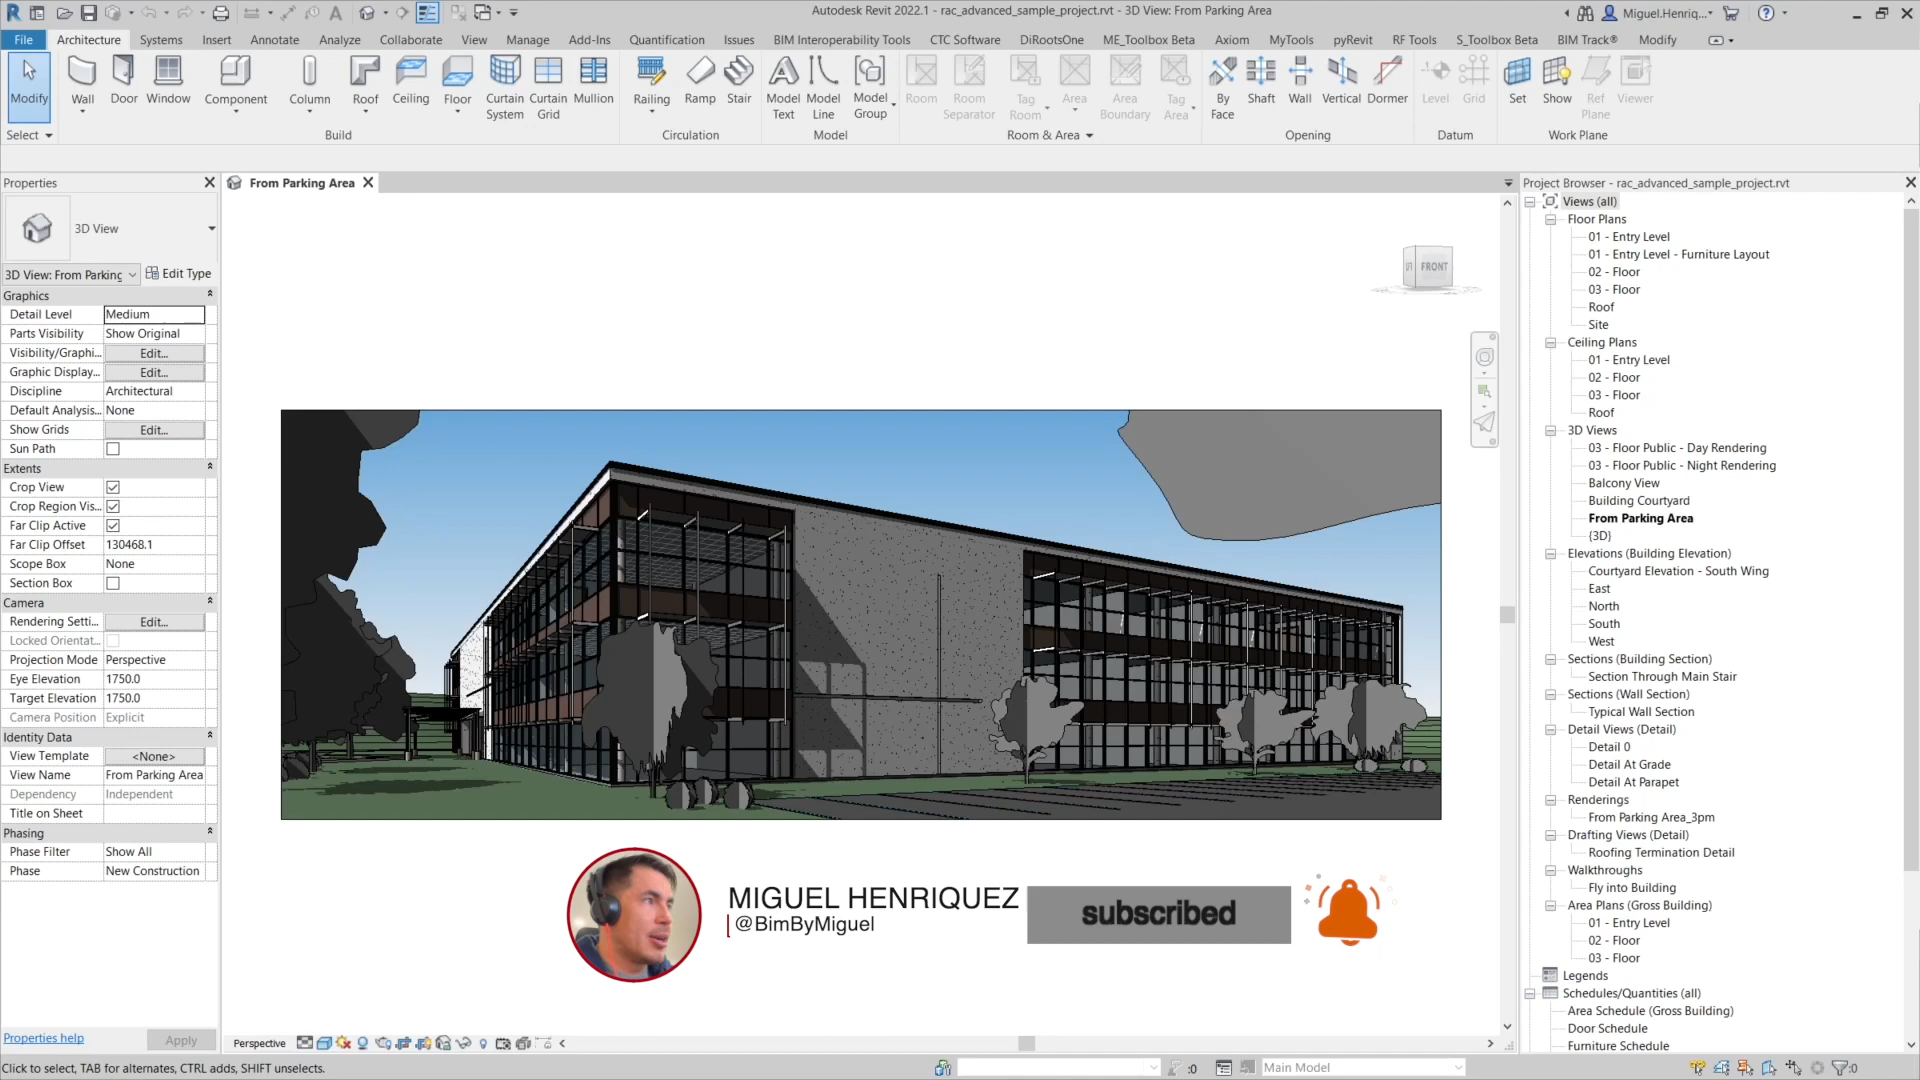 Autodesk Revit 2022.1 - rac_advanced_sample_project.rvt - 3D View: From Parking Area
Miguel.Henriq...
File Architecture Systems Insert Annotate Analyze Collaborate View Manage Add-Ins Quantification Issues BIM Interoperability Tools CTC Software DiRootsOne ME_Toolbox Beta Axiom MyTools pyRevit RF Tools S_Toolbox Beta BIM Track® Modify
Modify Wall Door Window Component Column Roof Ceiling Floor Curtain System Curtain Grid Mullion Railing Ramp Stair Model Text Model Line Model Group Room Room Separator Tag Room Area Area Boundary Tag Area By Face Shaft Wall Vertical Dormer Level Grid Set Show Ref Plane Viewer
Select Build Circulation Model Room & Area Opening Datum Work Plane
Properties
3D View
3D View: From Parking
Edit Type
Graphics
Detail Level Medium
Parts Visibility Show Original
Visibility/Graphi... Edit...
Graphic Display... Edit...
Discipline Architectural
Default Analysis... None
Show Grids Edit...
Sun Path
Extents
Crop View
Crop Region Vis...
Far Clip Active
Far Clip Offset 130468.1
Scope Box None
Section Box
Camera
Rendering Setti... Edit...
Locked Orientat...
Projection Mode Perspective
Eye Elevation 1750.0
Target Elevation 1750.0
Camera Position Explicit
Identity Data
View Template <None>
View Name From Parking Area
Dependency Independent
Title on Sheet
Phasing
Phase Filter Show All
Phase New Construction
Properties help
Apply
From Parking Area
FRONT
MIGUEL HENRIQUEZ
@BimByMiguel
subscribed
Perspective
Project Browser - rac_advanced_sample_project.rvt
Views (all)
Floor Plans
01 - Entry Level
01 - Entry Level - Furniture Layout
02 - Floor
03 - Floor
Roof
Site
Ceiling Plans
01 - Entry Level
02 - Floor
03 - Floor
Roof
3D Views
03 - Floor Public - Day Rendering
03 - Floor Public - Night Rendering
Balcony View
Building Courtyard
From Parking Area
{3D}
Elevations (Building Elevation)
Courtyard Elevation - South Wing
East
North
South
West
Sections (Building Section)
Section Through Main Stair
Sections (Wall Section)
Typical Wall Section
Detail Views (Detail)
Detail 0
Detail At Grade
Detail At Parapet
Renderings
From Parking Area_3pm
Drafting Views (Detail)
Roofing Termination Detail
Walkthroughs
Fly into Building
Area Plans (Gross Building)
01 - Entry Level
02 - Floor
03 - Floor
Legends
Schedules/Quantities (all)
Area Schedule (Gross Building)
Door Schedule
Furniture Schedule
Click to select, TAB for alternates, CTRL adds, SHIFT unselects.
:0
Main Model
:0